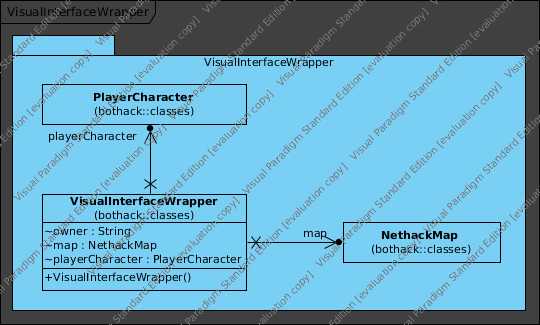 VisualInterfaceWrapper
VisualInterfaceWrapper
PlayerCharacter
(bothack::classes)
playerCharacter
VisualInterfaceWrapper
(bothack::classes)
~owner : String
~map : NethackMap
~playerCharacter : PlayerCharacter
+VisualInterfaceWrapper()
map
NethackMap
(bothack::classes)
Visual Paradigm Standard Edition [evaluation copy]